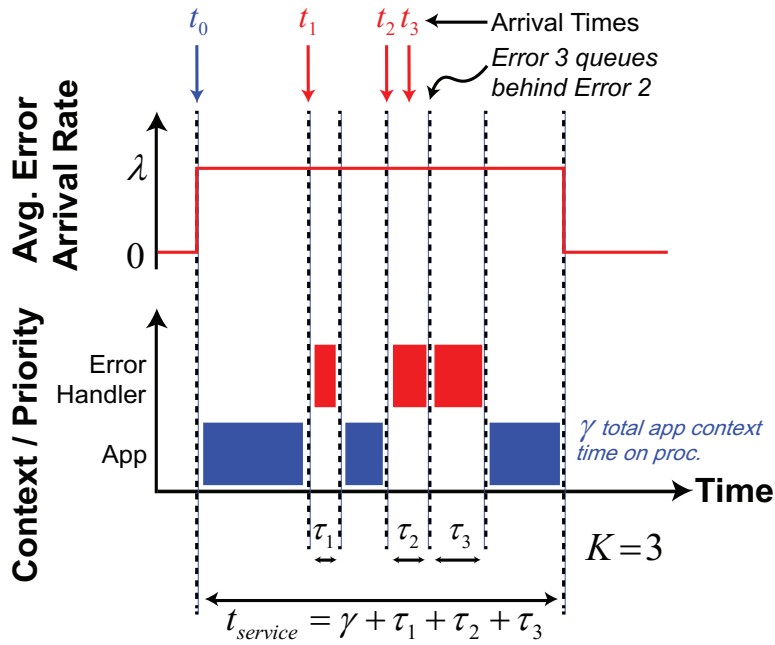 t0 t1 t2 t3 Arrival Times
Error 3 queues
behind Error 2
Avg. Error
Arrival Rate
λ
0
Context / Priority
Error
Handler
App
γ total app context
time on proc.
Time
τ1 τ2 τ3
K = 3
tservice = γ + τ1 + τ2 + τ3